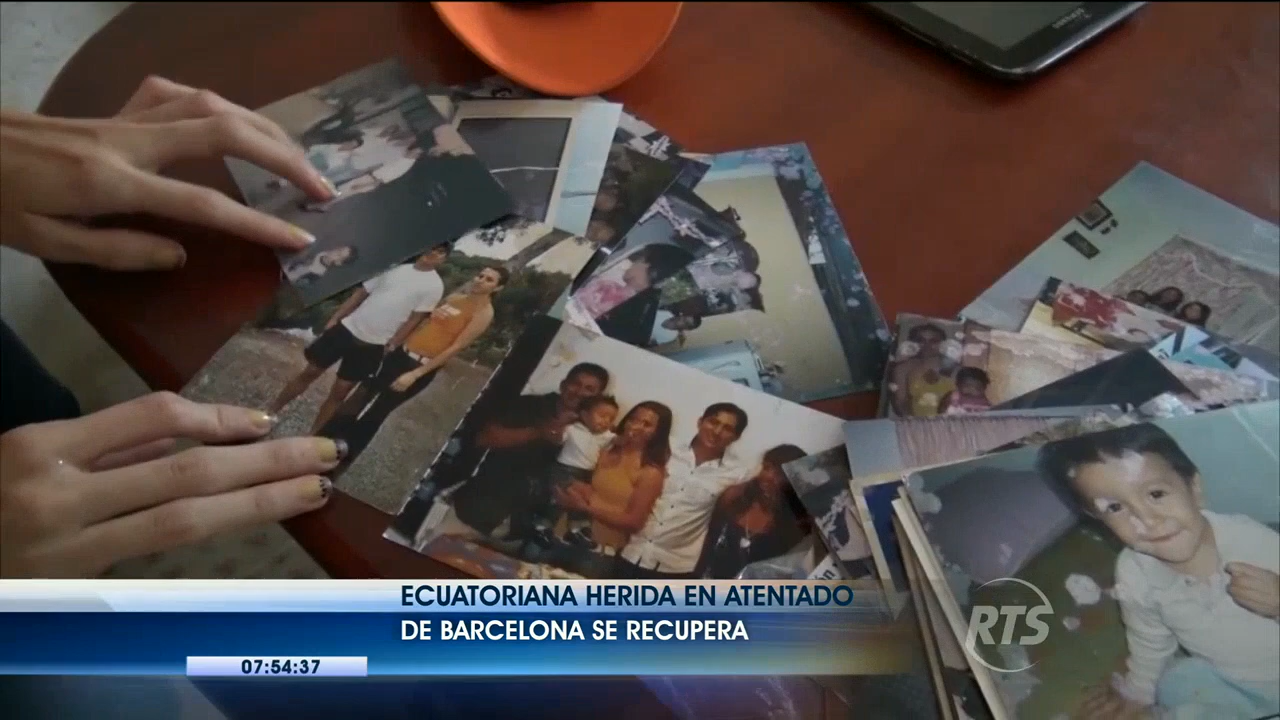 ECUATORIANA HERIDA EN ATENTADO
DE BARCELONA SE RECUPERA
07:54:37
RTS